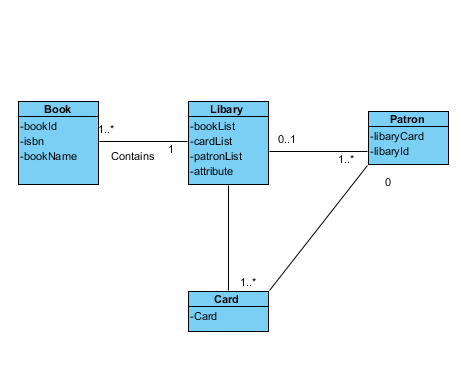 Book
-bookId
-isbn
-bookName
1..*
Contains
1
Libary
-bookList
-cardList
-patronList
-attribute
0..1
1..*
Patron
-libaryCard
-libaryId
0
1..*
Card
-Card